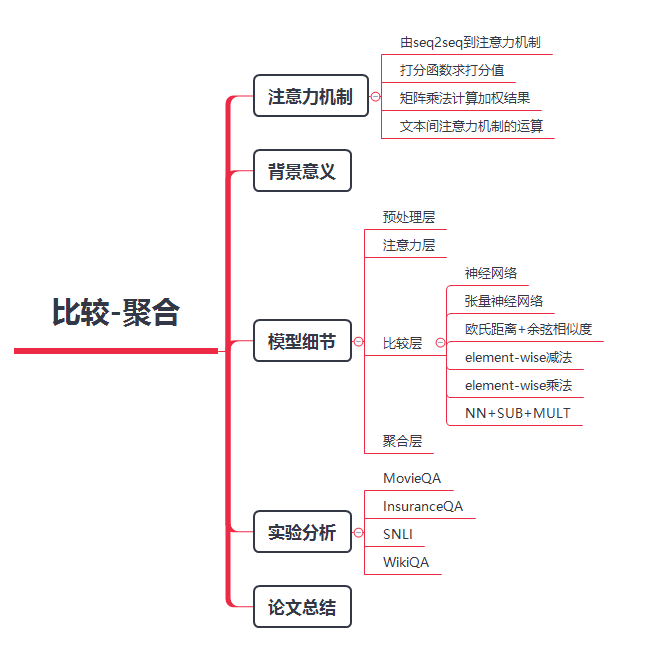 比较-聚合
注意力机制
由seq2seq到注意力机制
打分函数求打分值
矩阵乘法计算加权结果
文本间注意力机制的运算
背景意义
模型细节
预处理层
注意力层
比较层
神经网络
张量神经网络
欧氏距离+余弦相似度
element-wise减法
element-wise乘法
NN+SUB+MULT
聚合层
实验分析
MovieQA
InsuranceQA
SNLI
WikiQA
论文总结